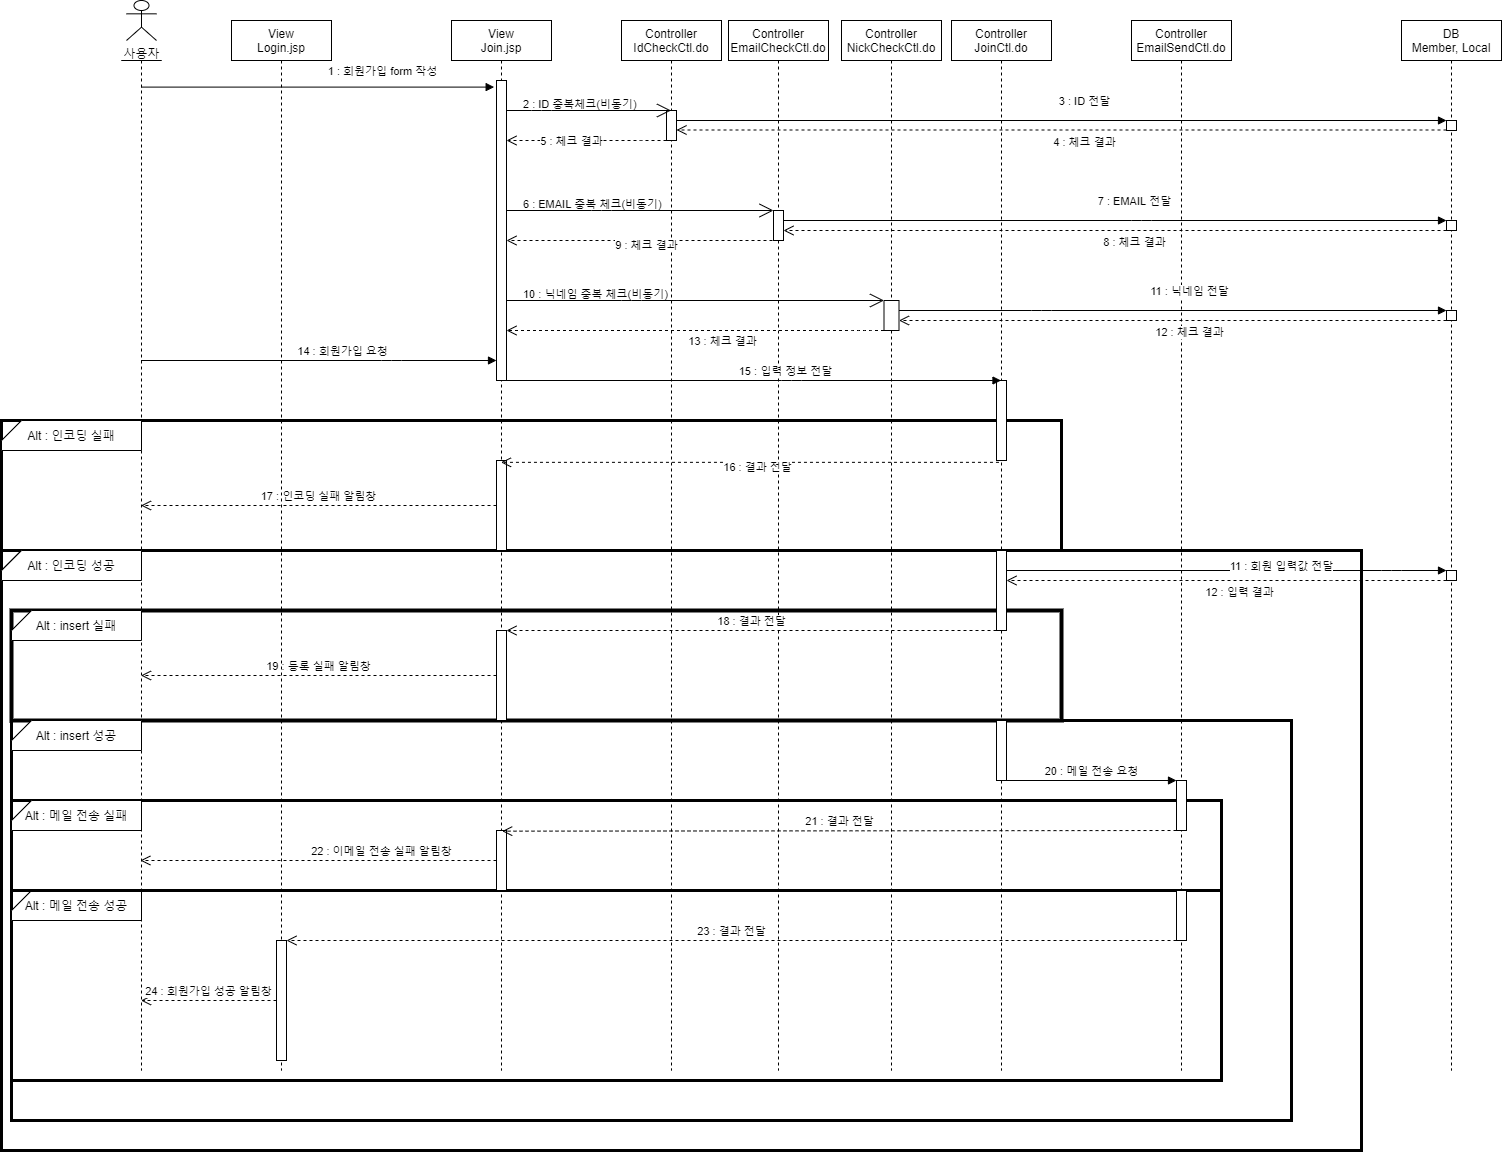 사용자
View
Login.jsp
View
Join.jsp
Controller
IdCheckCtl.do
Controller
EmailCheckCtl.do
Controller
NickCheckCtl.do
Controller
JoinCtl.do
Controller
EmailSendCtl.do
DB
Member, Local
1 : 회원가입 form 작성
2 : ID 중복체크(비동기)
3 : ID 전달
4 : 체크 결과
5 : 체크 결과
6 : EMAIL 중복 체크(비동기)
7 : EMAIL 전달
8 : 체크 결과
9 : 체크 결과
10 : 닉네임 중복 체크(비동기)
11 : 닉네임 전달
12 : 체크 결과
13 : 체크 결과
14 : 회원가입 요청
15 : 입력 정보 전달
Alt : 인코딩 실패
16 : 결과 전달
17 : 인코딩 실패 알림창
Alt : 인코딩 성공
11 : 회원 입력값 전달
12 : 입력 결과
Alt : insert 실패
18 : 결과 전달
19 : 등록 실패 알림창
Alt : insert 성공
20 : 메일 전송 요청
Alt : 메일 전송 실패
21 : 결과 전달
22 : 이메일 전송 실패 알림창
Alt : 메일 전송 성공
23 : 결과 전달
24 : 회원가입 성공 알림창